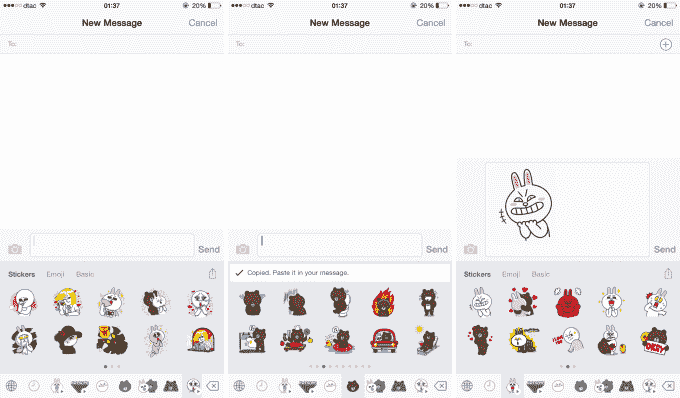 dtac 01:37 20%
New Message Cancel
To:
Send
Stickers Emoji Basic
dtac 01:37 20%
New Message Cancel
To:
Send
Copied. Paste it in your massage.
dtac 01:37 20%
New Message Cancel
To:
Send
Stickers Emoji Basic